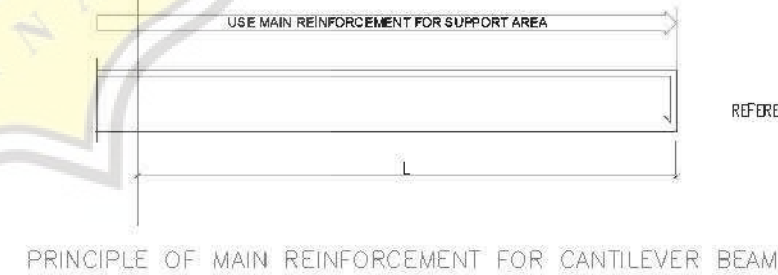 USE MAIN REINFORCEMENT FOR SUPPORT AREA
L
PRINCIPLE OF MAIN REINFORCEMENT FOR CANTILEVER BEAM